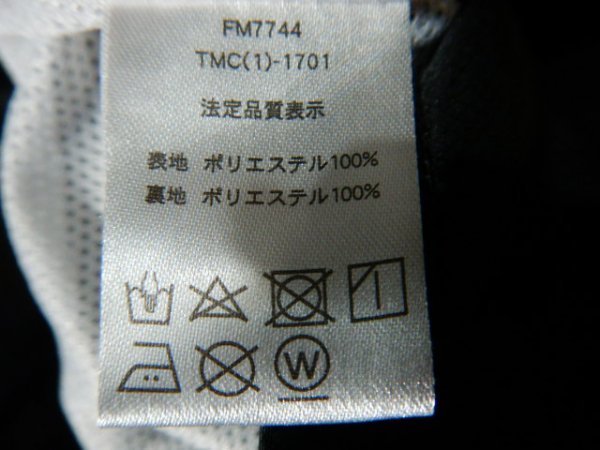 FM7744
TMC(1)-1701
法定品質表示
表地 ポリエステル100%
裏地 ポリエステル100%
W